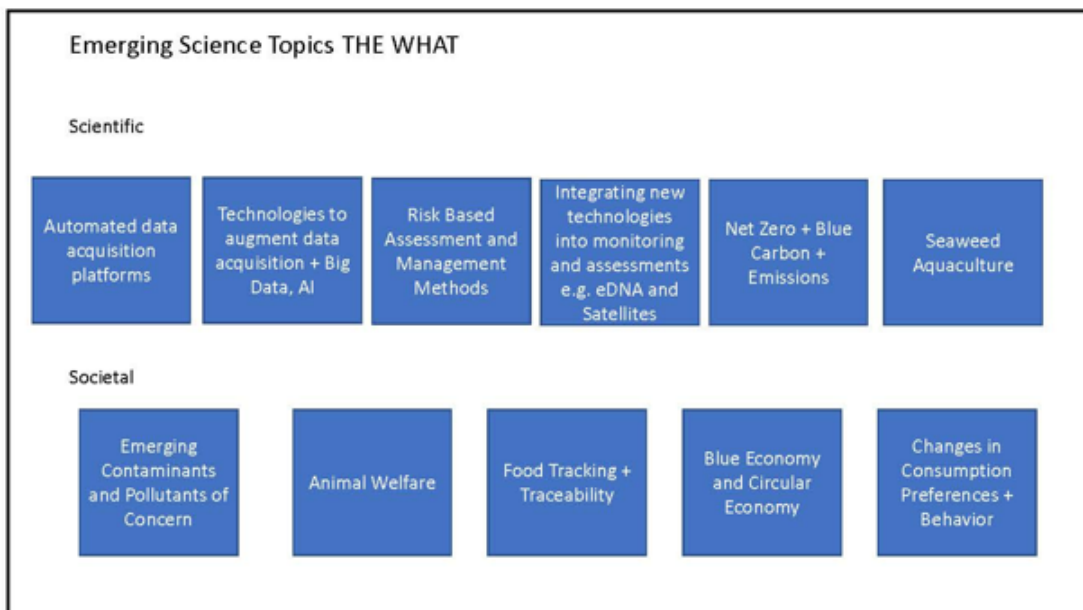 Emerging Science Topics THE WHAT
Scientific
Automated data
acquisition
platforms
Technologies to
augment data
acquisition + Big
Data, AI
Risk Based
Assessment and
Management
Methods
Integrating new
technologies
into monitoring
and assessments
e.g. eDNA and
Satellites
Net Zero + Blue
Carbon +
Emissions
Seaweed
Aquaculture
Societal
Emerging
Contaminants
and Pollutants of
Concern
Animal Welfare
Food Tracking +
Traceability
Blue Economy
and Circular
Economy
Changes in
Consumption
Preferences +
Behavior